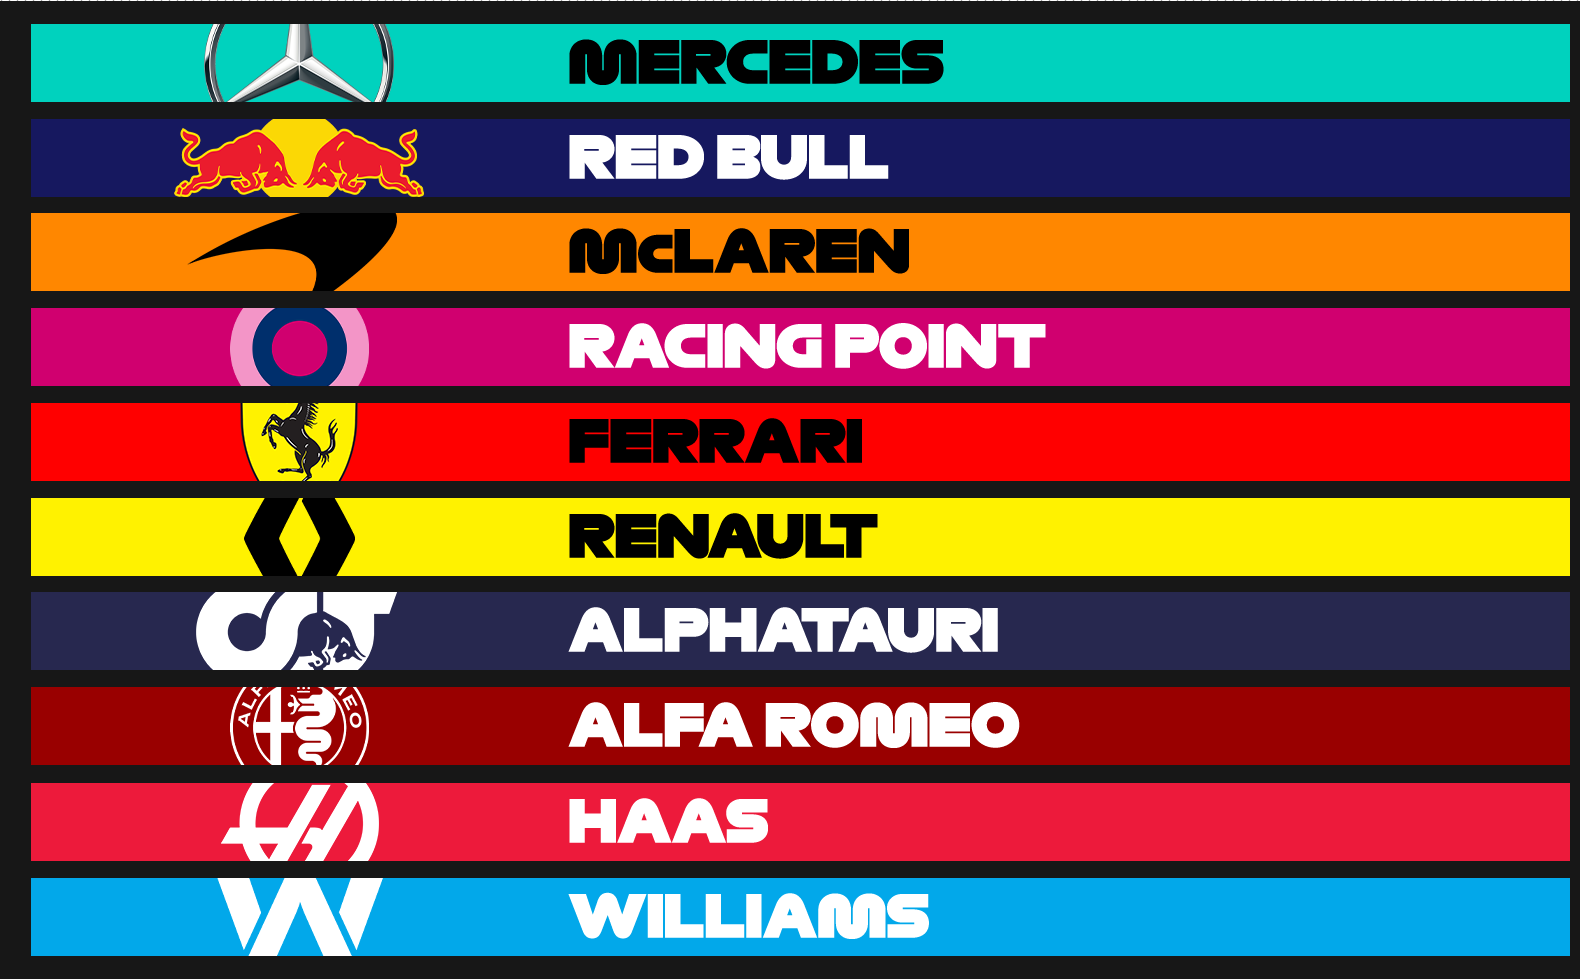 MERCEDES
RED BULL
McLAREN
RACING POINT
FERRARI
RENAULT
ALPHATAURI
ALFA ROMEO
HAAS
WILLIAMS